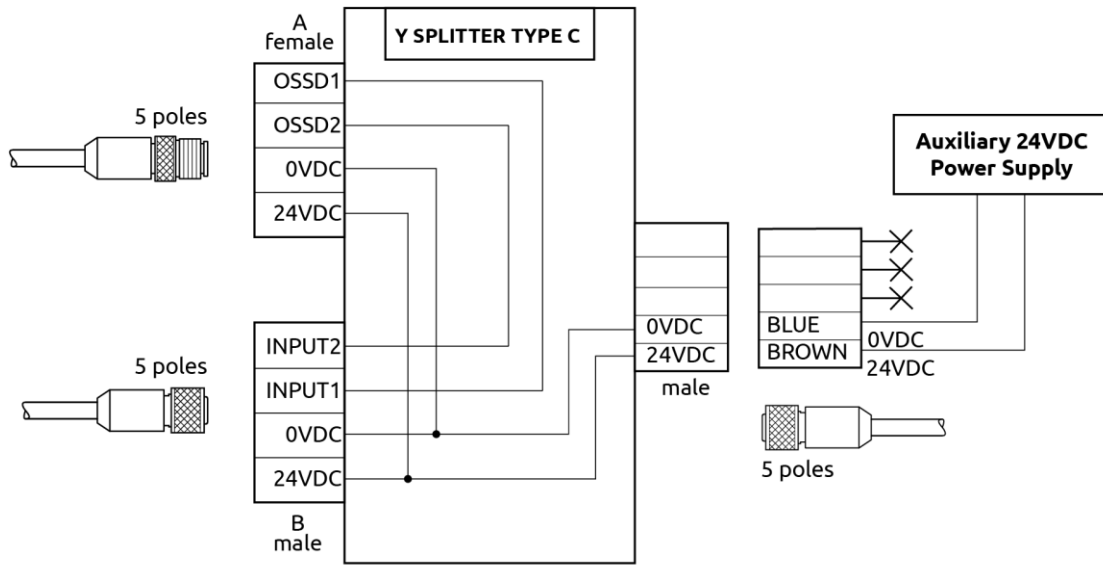 Y SPLITTER TYPE C
A
female
OSSD1
OSSD2
0VDC
24VDC
5 poles
INPUT2
INPUT1
0VDC
24VDC
B
male
5 poles
0VDC
24VDC
male
Auxiliary 24VDC
Power Supply
BLUE
0VDC
BROWN
24VDC
5 poles